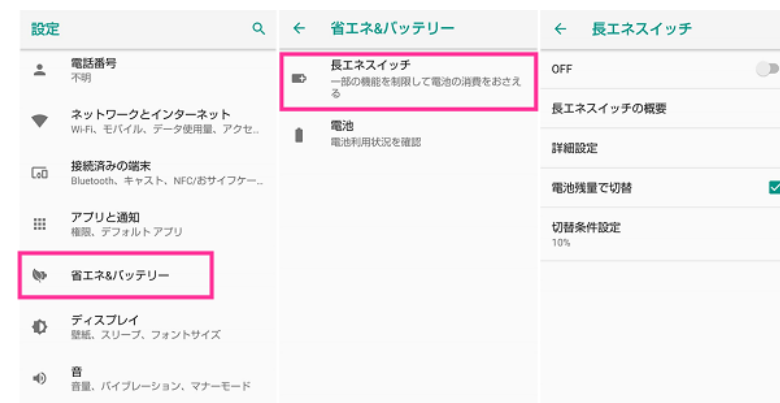 設定
電話番号
不明
ネットワークとインターネット
Wi-Fi、モバイル、データ使用量、アクセ...
接続済みの端末
Bluetooth、キャスト、NFC/おサイフケー...
アプリと通知
権限、デフォルト アプリ
省エネ&バッテリー
ディスプレイ
壁紙、スリープ、フォントサイズ
音
音量、バイブレーション、マナーモード
省エネ&バッテリー
長エネスイッチ
一部の機能を制限して電池の消費をおさえ
る
電池
電池利用状況を確認
長エネスイッチ
OFF
長エネスイッチの概要
詳細設定
電池残量で切替
切替条件設定
10%